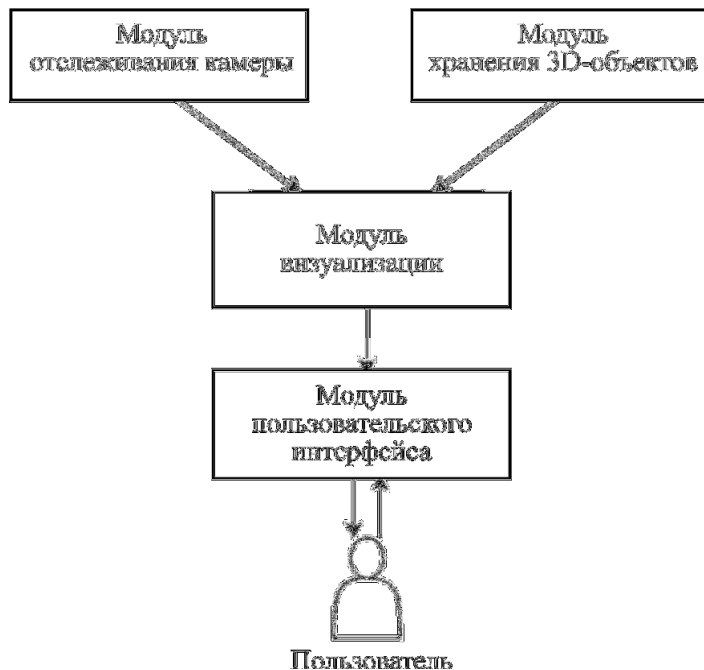 Модуль
отслеживания камеры
Модуль
хранения 3D-объектов
Модуль
визуализации
Модуль
пользовательского
интерфейса
Пользователь